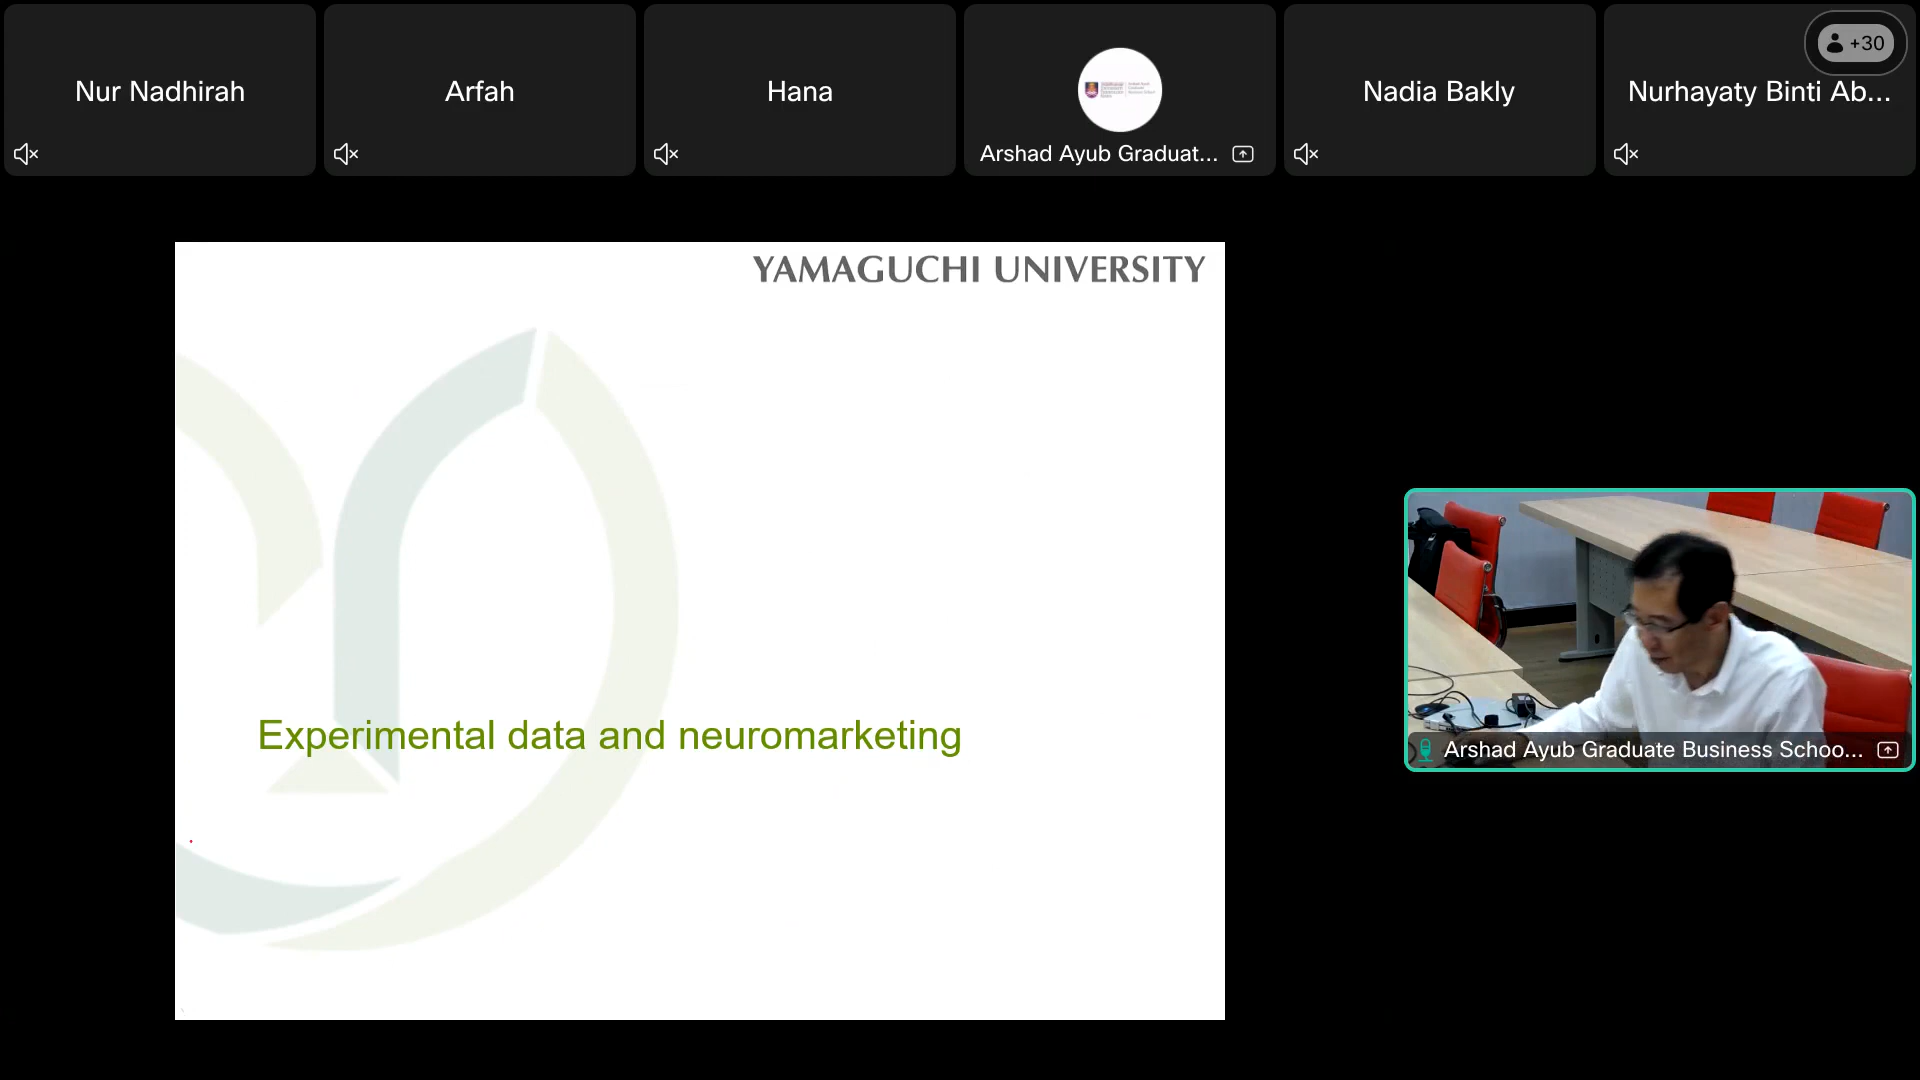 Nur Nadhirah
Arfah
Hana
Arshad Ayub Graduat...
Nadia Bakly
Nurhayaty Binti Ab...
+30
YAMAGUCHI UNIVERSITY
Experimental data and neuromarketing
Arshad Ayub Graduate Business Schoo...